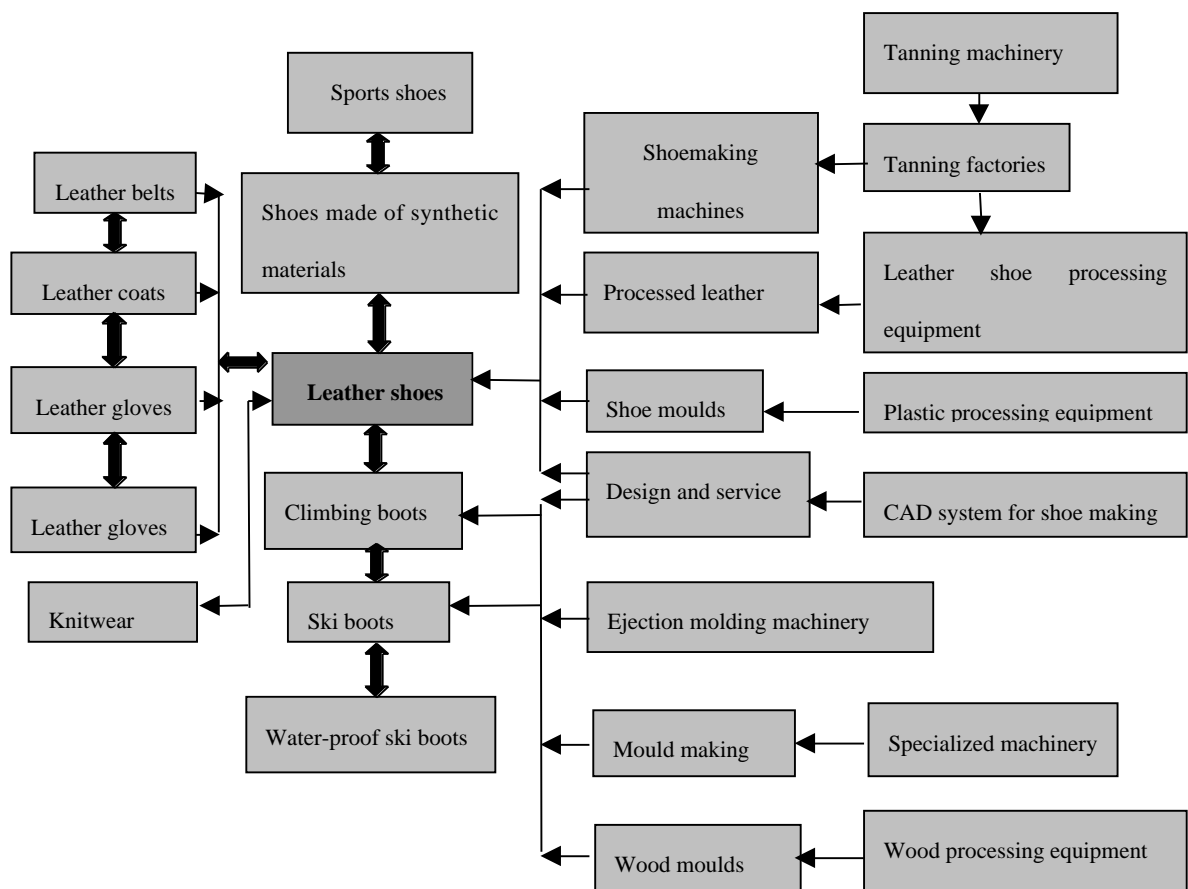 Tanning machinery
Sports shoes
Shoemaking
machines
Tanning factories
Leather belts
Shoes made of synthetic
materials
Leather coats
Processed leather
Leather shoe processing
equipment
Leather gloves
Leather shoes
Shoe moulds
Plastic processing equipment
Leather gloves
Climbing boots
Design and service
CAD system for shoe making
Knitwear
Ski boots
Ejection molding machinery
Water-proof ski boots
Mould making
Specialized machinery
Wood moulds
Wood processing equipment